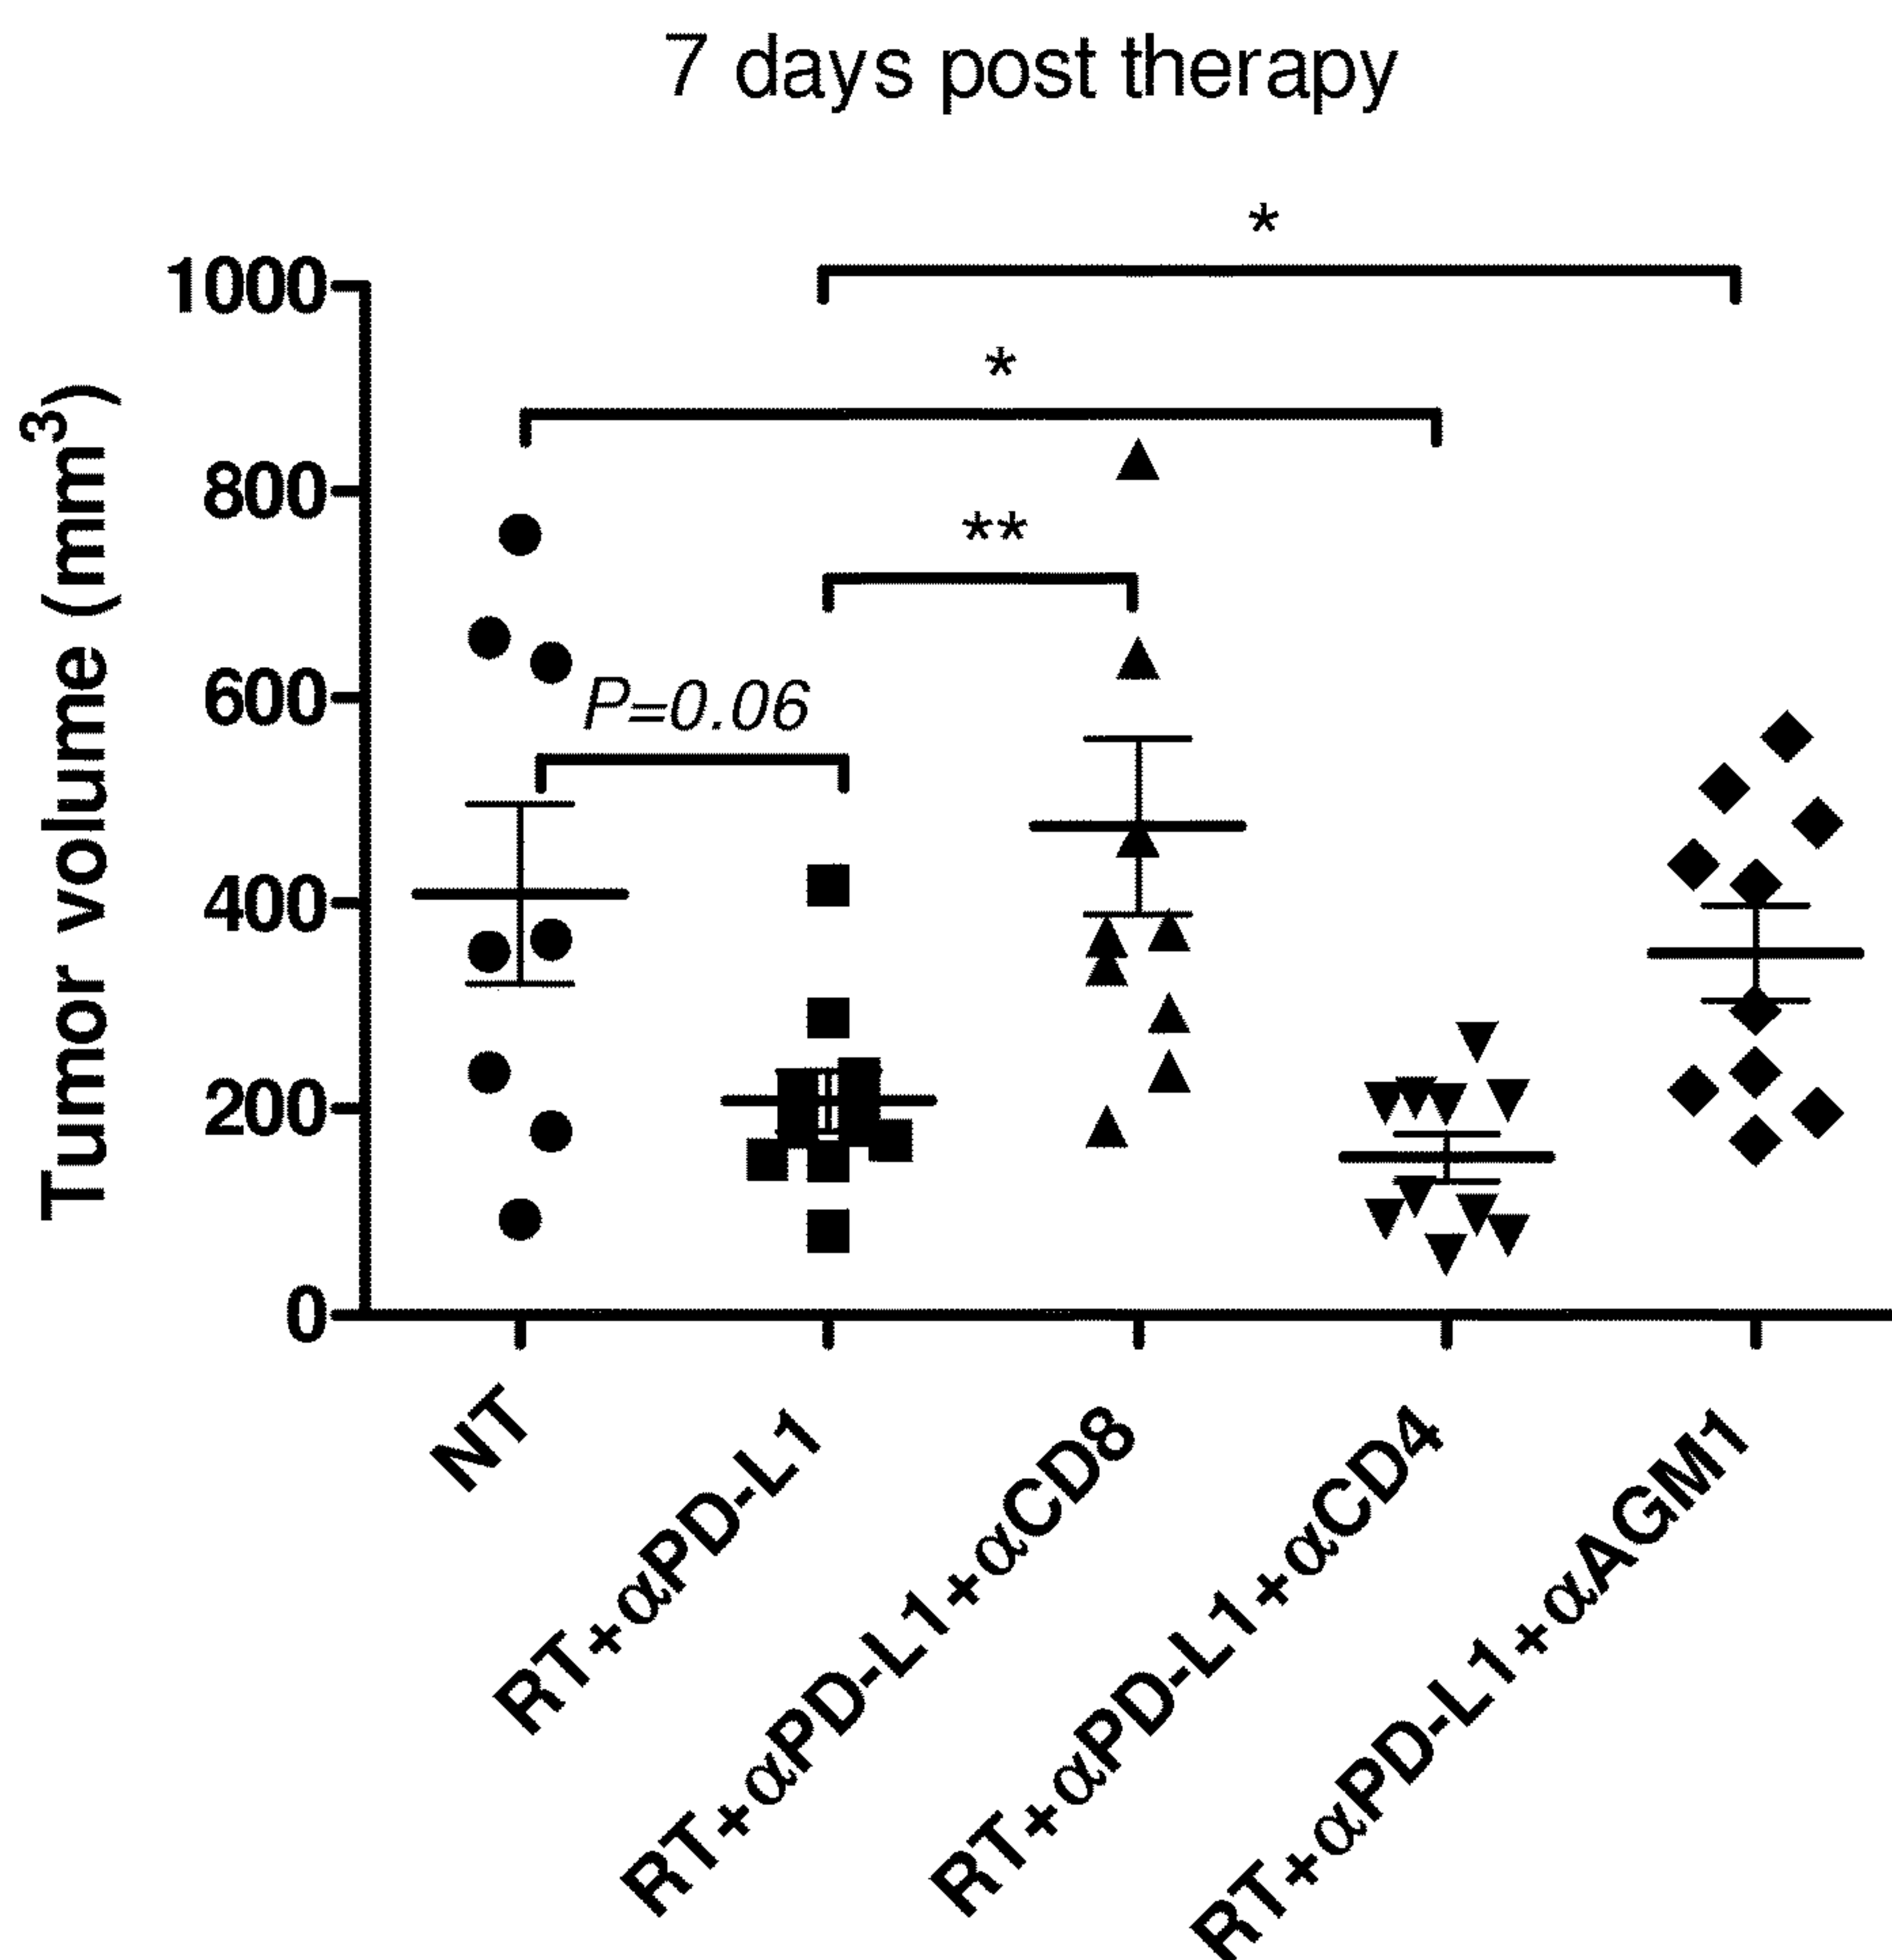 7 days post therapy
*
1000
*
800
**
600
P=0.06
400
200
0
Tumor volume (mm³)
NT
RT+αPD-L1
RT+αPD-L1+αCD8
RT+αPD-L1+αCD4
RT+αPD-L1+αAGM1